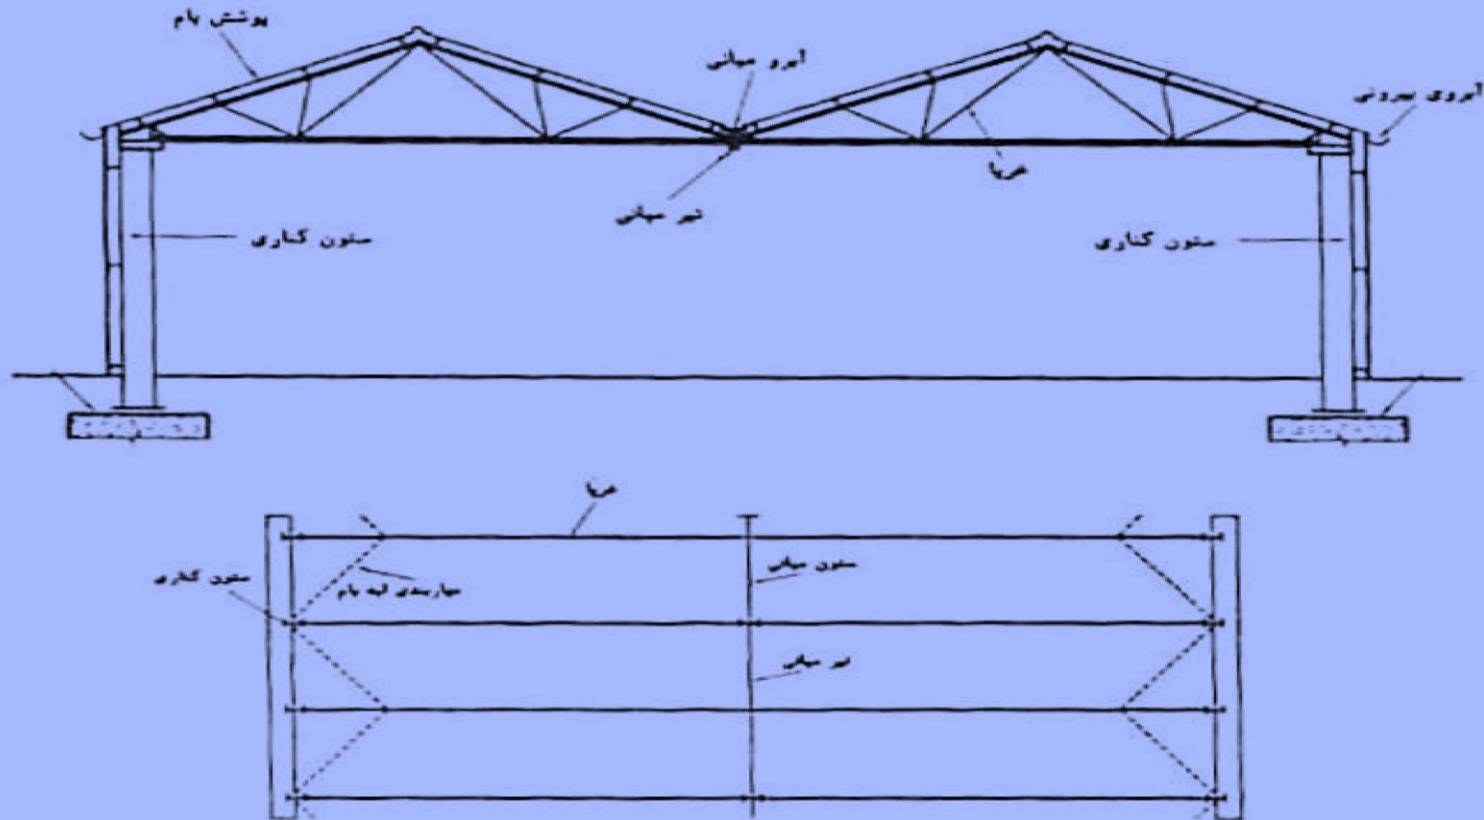 پوشش بام
آبرو میانی
آبروی بیرونی
خرپا
تیر میانی
ستون کناری
ستون کناری
خرپا
ستون میانی
ستون کناری
مهاربندی لبه بام
تیر میانی